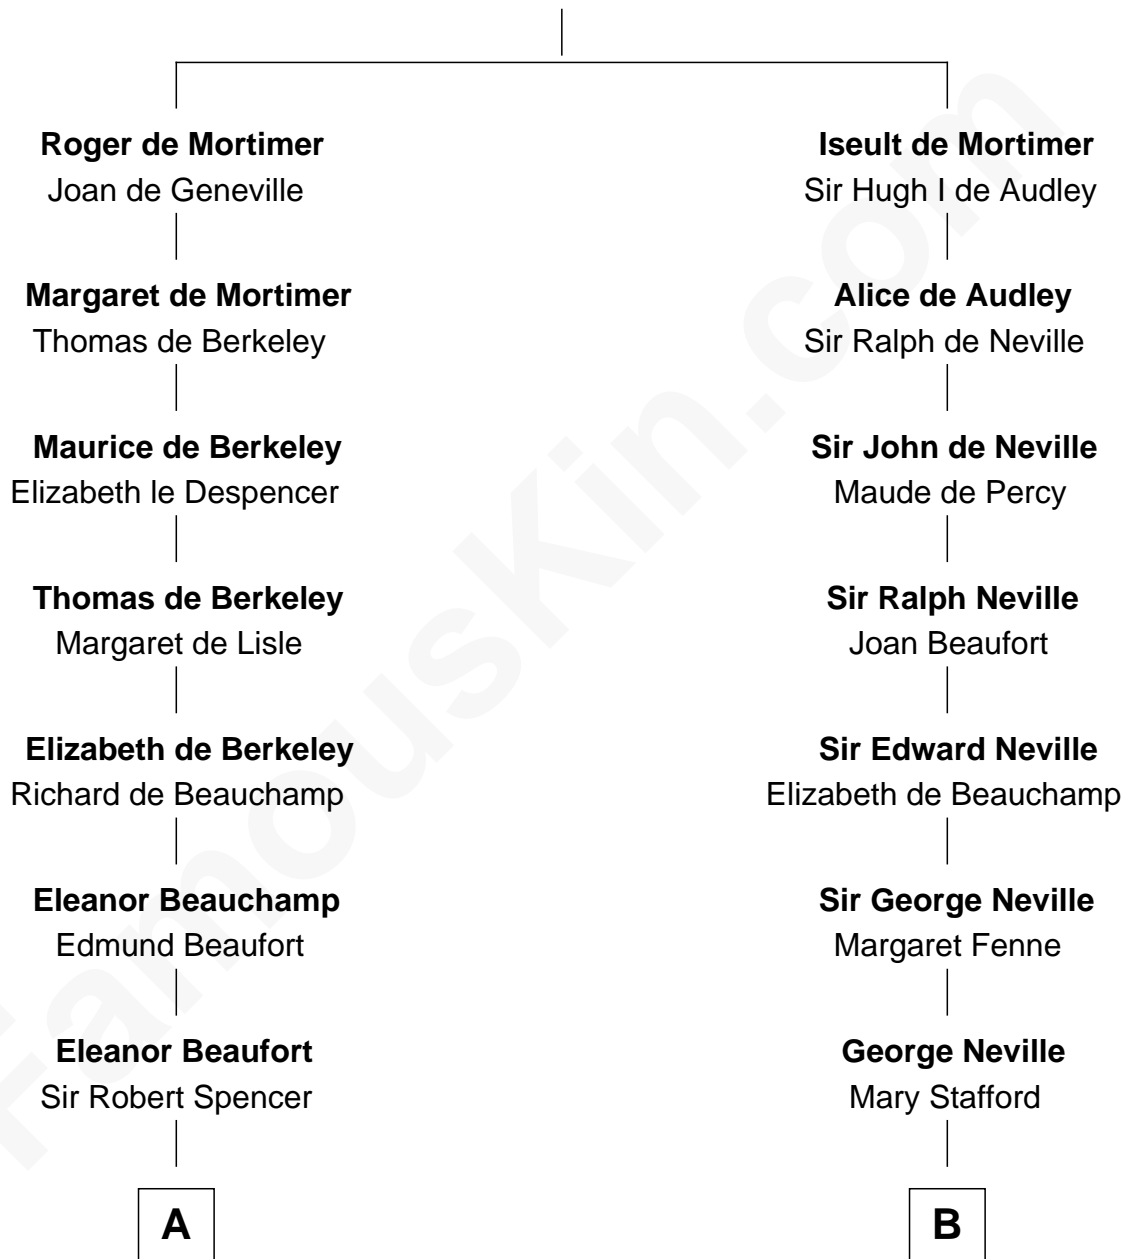 Roger de Mortimer
Joan de Geneville
Margaret de Mortimer
Thomas de Berkeley
Maurice de Berkeley
Elizabeth le Despencer
Thomas de Berkeley
Margaret de Lisle
Elizabeth de Berkeley
Richard de Beauchamp
Eleanor Beauchamp
Edmund Beaufort
Eleanor Beaufort
Sir Robert Spencer
A
Iseult de Mortimer
Sir Hugh I de Audley
Alice de Audley
Sir Ralph de Neville
Sir John de Neville
Maude de Percy
Sir Ralph Neville
Joan Beaufort
Sir Edward Neville
Elizabeth de Beauchamp
Sir George Neville
Margaret Fenne
George Neville
Mary Stafford
B
FamousKin.com